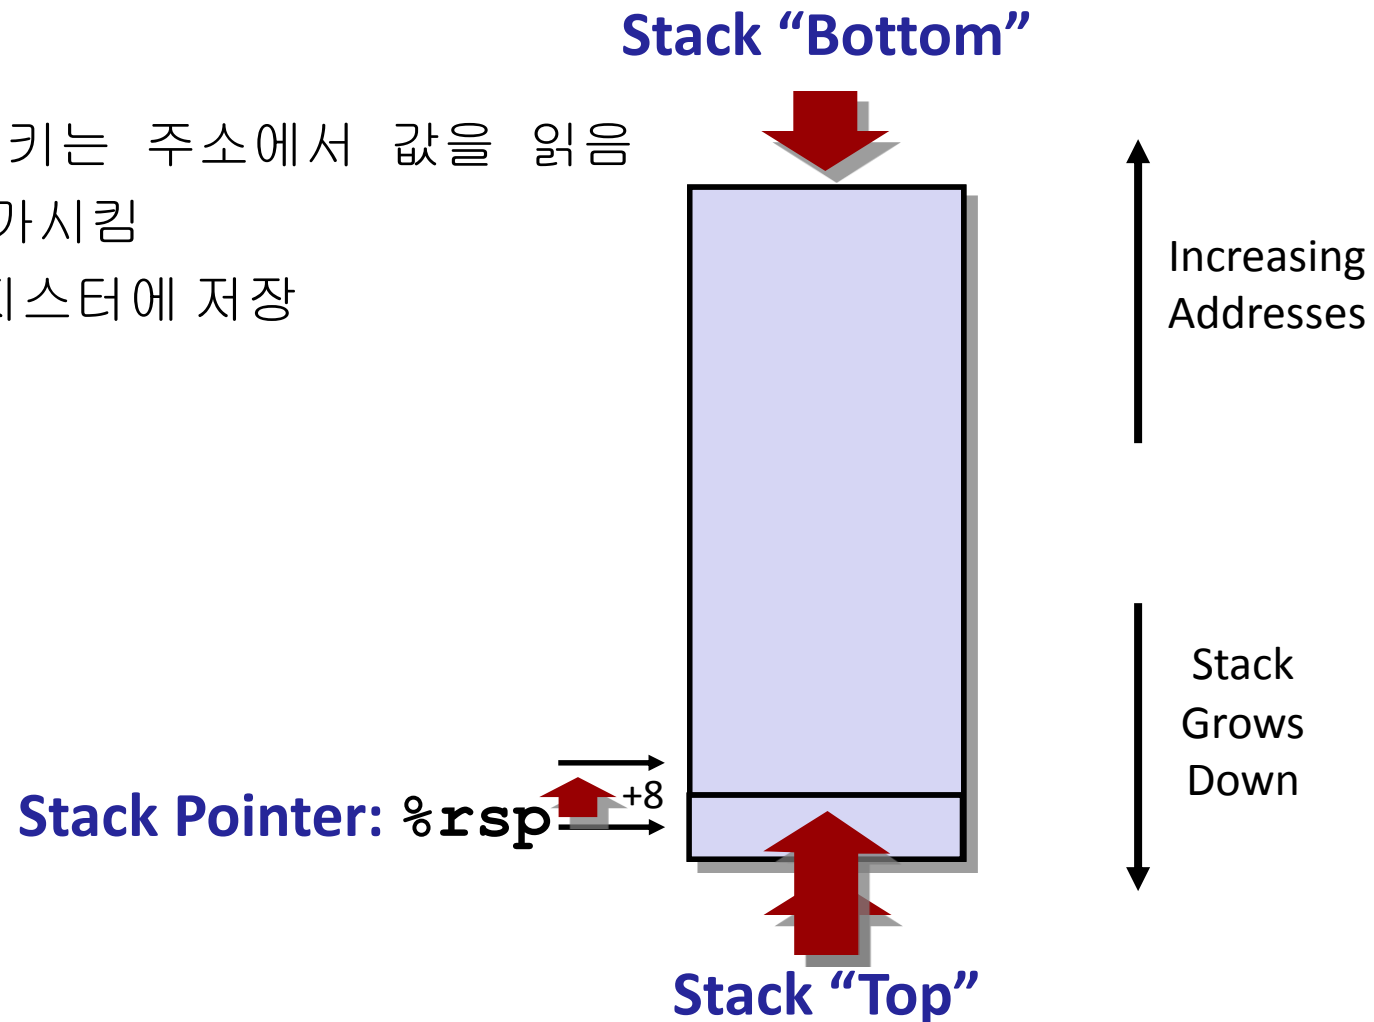 Stack “Bottom”
키는 주소에서 값을 읽음
가시킴
지스터에 저장
Increasing
Addresses
Stack
Grows
Down
+8
Stack Pointer: %rsp
Stack “Top”